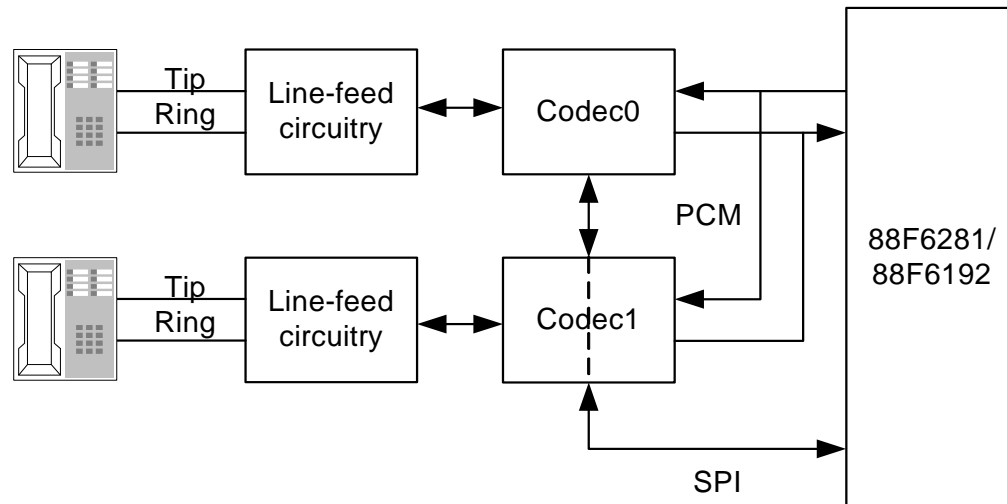 Tip
Ring
Line-feed
circuitry
Codec0
PCM
88F6281/
88F6192
Tip
Ring
Line-feed
circuitry
Codec1
SPI